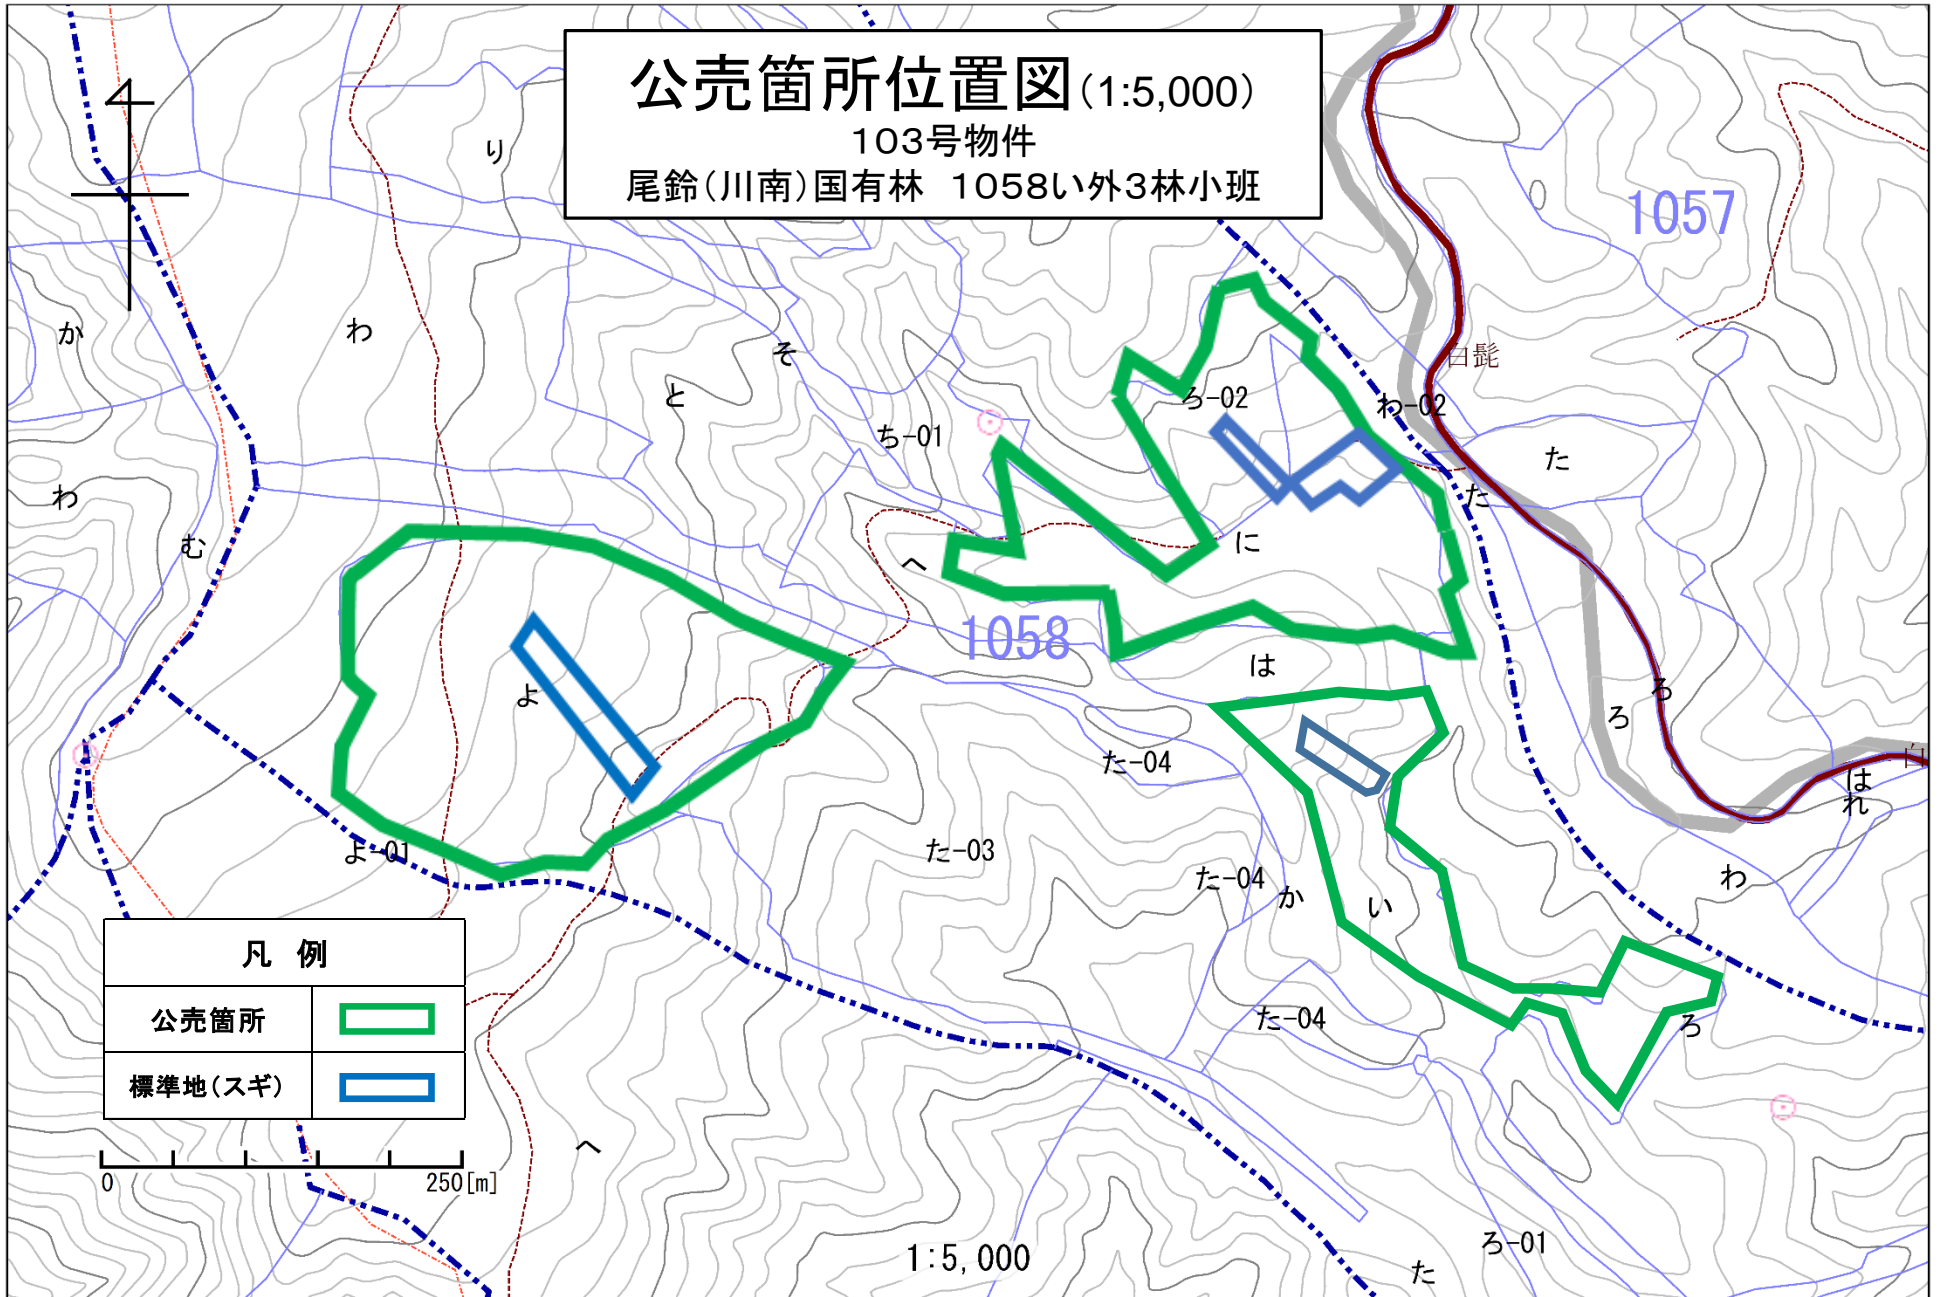 公売箇所位置図(1:5,000)
103号物件
尾鈴(川南)国有林 1058い外3林小班
り
1057
か
わ
そ
と
白髭
ろ-02
わ-02
ち-01
た
わ
た
む
に
へ
1058
は
よ
ろ
ろ
た-04
白
は
れ
よ-01
た-03
た-04
か
い
わ
凡 例
公売箇所
標準地(スギ)
た-04
ろ
へ
0
250[m]
1:5,000
ろ-01
た